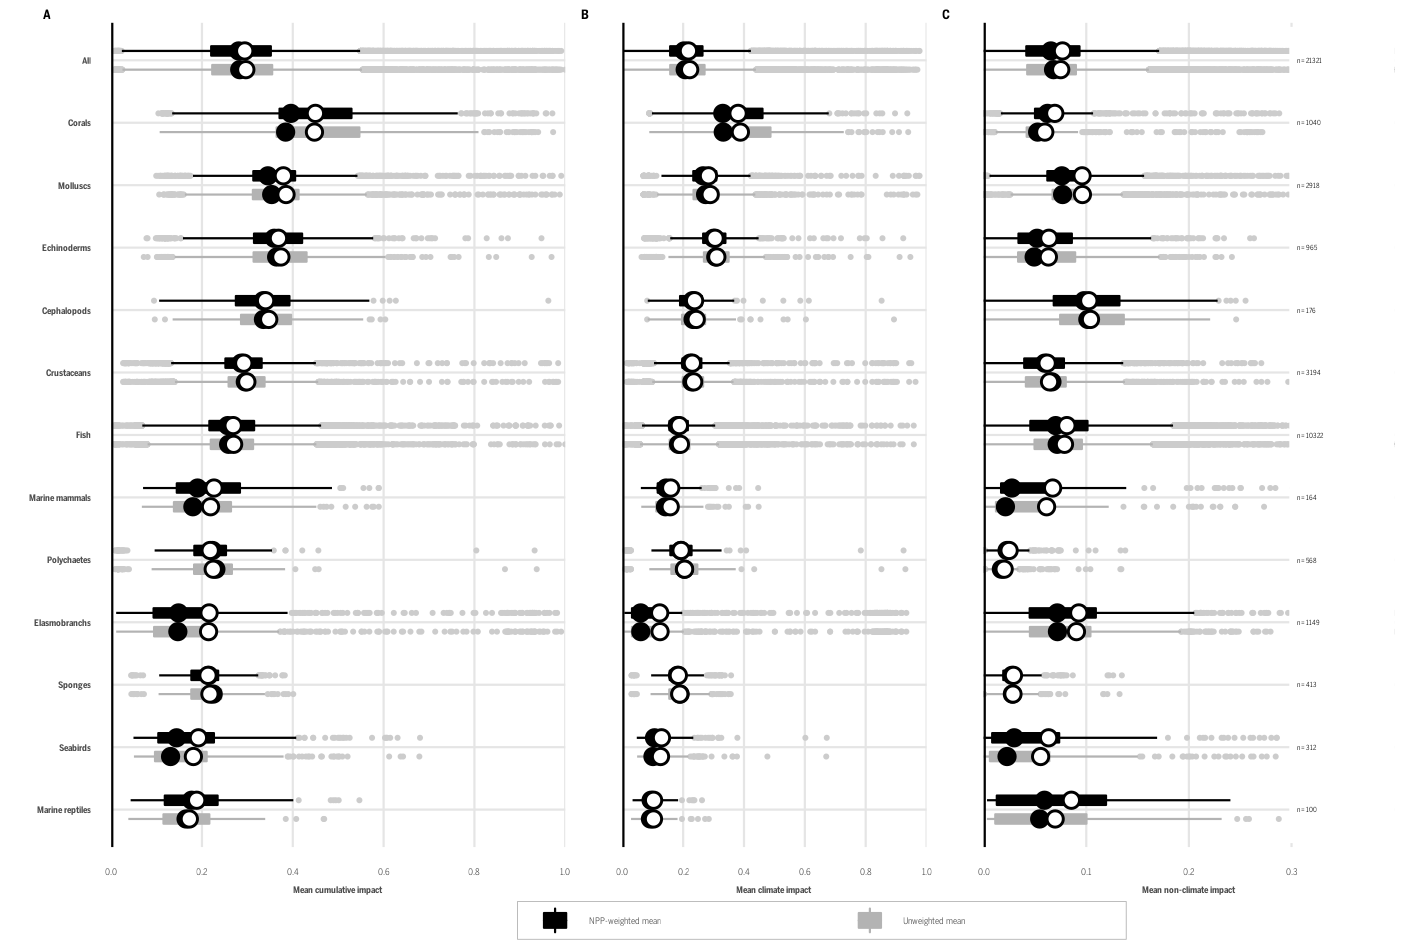 A B C
All n=21321
Corals n=1040
Molluscs n=2918
Echinoderms n=965
Cephalopods n=176
Crustaceans n=3194
Fish n=10322
Marine mammals n=164
Polychaetes n=568
Elasmobranchs n=1149
Sponges n=413
Seabirds n=312
Marine reptiles n=100
0.0 0.2 0.4 0.6 0.8 1.0 0.0 0.2 0.4 0.6 0.8 1.0 0.0 0.1 0.2 0.3
Mean cumulative impact Mean climate impact Mean non-climate impact
NPP-weighted mean Unweighted mean